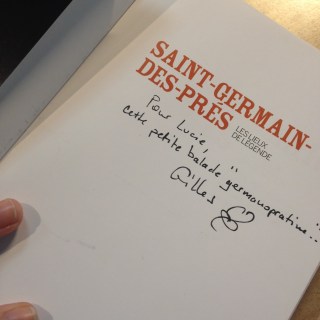 SAINT-GERMAIN-
DES-PRÉS
LES LIEUX
DE LÉGENDE
Pour Lucie,
cette petite balade "germanopratine..."
Gilles